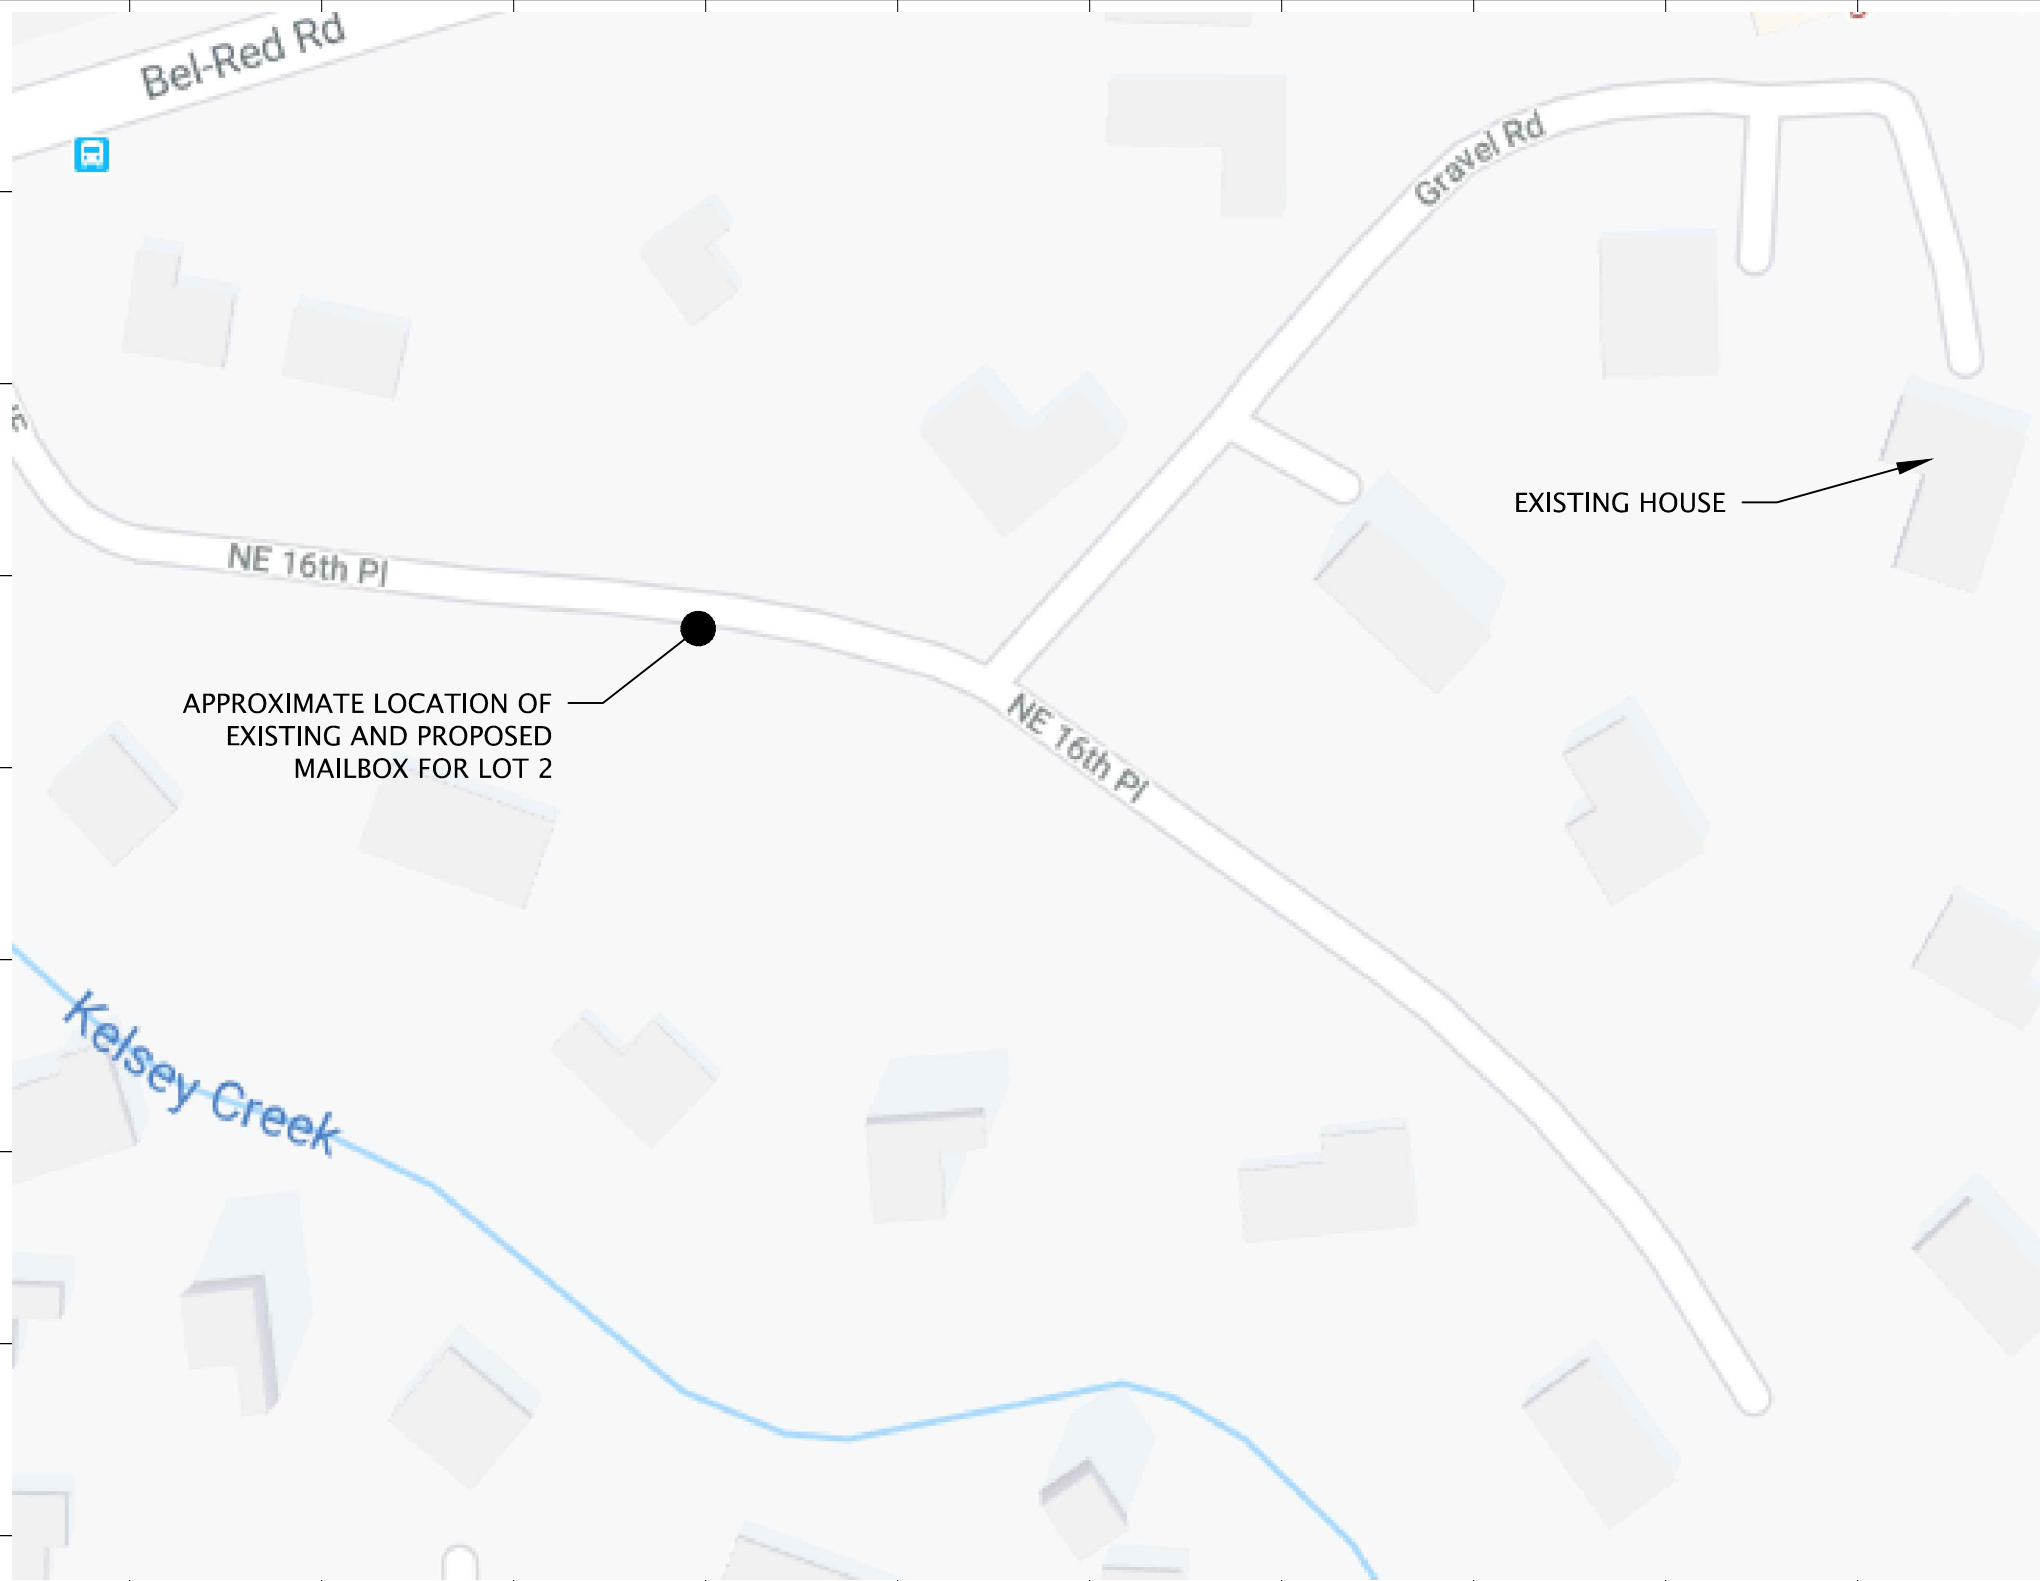 Bel-Red Rd
Gravel Rd
EXISTING HOUSE
NE 16th Pl
APPROXIMATE LOCATION OF
EXISTING AND PROPOSED
MAILBOX FOR LOT 2
NE 16th Pl
Kelsey Creek